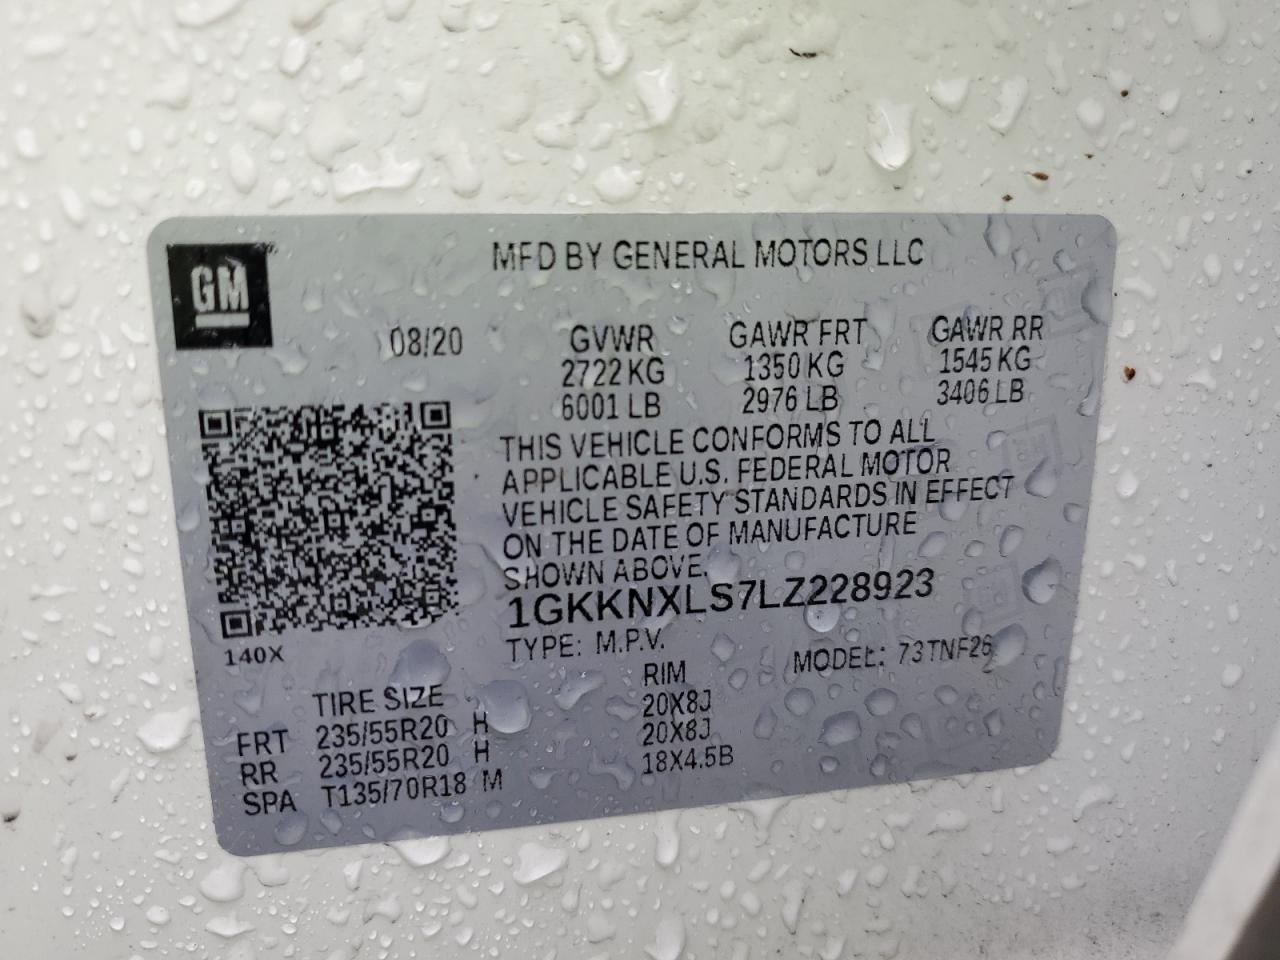 GM
MFD BY GENERAL MOTORS LLC
08/20 GVWR GAWR FRT GAWR RR
2722 KG 1350 KG 1545 KG
6001 LB 2976 LB 3406 LB
THIS VEHICLE CONFORMS TO ALL
APPLICABLE U.S. FEDERAL MOTOR
VEHICLE SAFETY STANDARDS IN EFFECT
ON THE DATE OF MANUFACTURE
SHOWN ABOVE.
1GKKNXLS7LZ228923
TYPE: M.P.V. MODEL: 73TNF26
140X
TIRE SIZE RIM
FRT 235/55R20 H 20X8J
RR 235/55R20 H 20X8J
SPA T135/70R18 M 18X4.5B